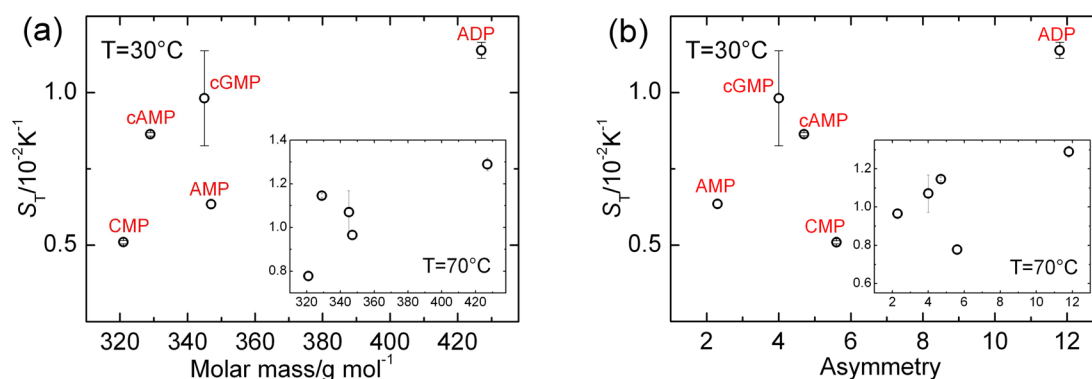 (a)
T=30°C
ADP
cGMP
cAMP
AMP
CMP
1.0
0.5
S_T/10⁻²K⁻¹
320
340
360
380
400
420
Molar mass/g mol⁻¹
1.4
1.2
1.0
0.8
320 340 360 380 400 420
T=70°C
(b)
T=30°C
ADP
cGMP
cAMP
AMP
CMP
1.0
0.5
S_T/10⁻²K⁻¹
2
4
6
8
10
12
Asymmetry
1.2
1.0
0.8
0.6
2 4 6 8 10 12
T=70°C